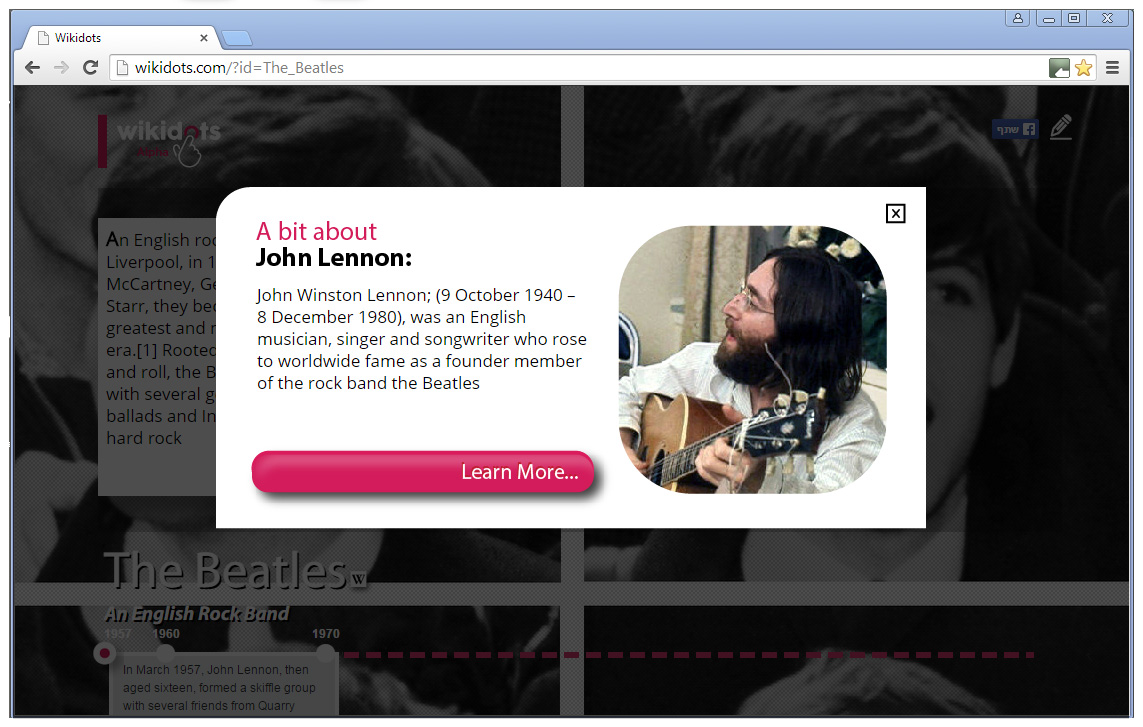 Wikidots
wikidots.com/?id=The_Beatles
wikidots
Alpha
שתף
A bit about
John Lennon:
John Winston Lennon; (9 October 1940 –
8 December 1980), was an English
musician, singer and songwriter who rose
to worldwide fame as a founder member
of the rock band the Beatles
Learn More...
An English roc
Liverpool, in 1
McCartney, Ge
Starr, they bec
greatest and
era.[1] Rooted
and roll, the B
with several g
ballads and In
hard rock
The Beatles W
An English Rock Band
1957 1960 1970
In March 1957, John Lennon, then
aged sixteen, formed a skiffle group
with several friends from Quarry